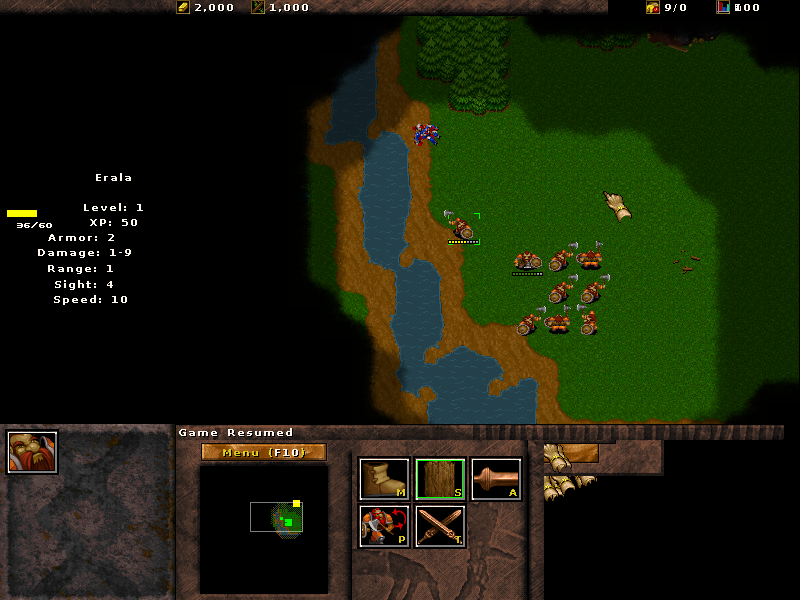 2,000 1,000 9/0
Erala
Level: 1
XP: 50
36/60
Armor: 2
Damage: 1-9
Range: 1
Sight: 4
Speed: 10
Game Resumed
Menu (F10)
M S A
P T